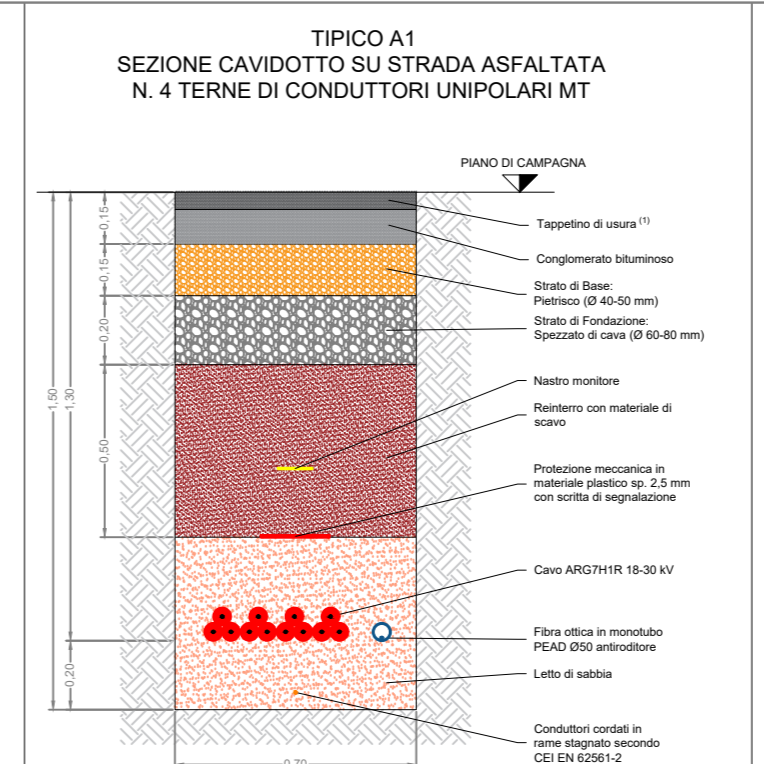 TIPICO A1
SEZIONE CAVIDOTTO SU STRADA ASFALTATA
N. 4 TERNE DI CONDUTTORI UNIPOLARI MT
PIANO DI CAMPAGNA
Tappetino di usura (1)
Conglomerato bituminoso
Strato di Base:
Pietrisco (Ø 40-50 mm)
Strato di Fondazione:
Spezzato di cava (Ø 60-80 mm)
Nastro monitore
Reinterro con materiale di
scavo
Protezione meccanica in
materiale plastico sp. 2,5 mm
con scritta di segnalazione
Cavo ARG7H1R 18-30 kV
Fibra ottica in monotubo
PEAD Ø50 antiroditore
Letto di sabbia
Conduttori cordati in
rame stagnato secondo
CEI EN 62561-2
0,15
0,15
0,20
0,50
1,50
1,30
0,20
0,70